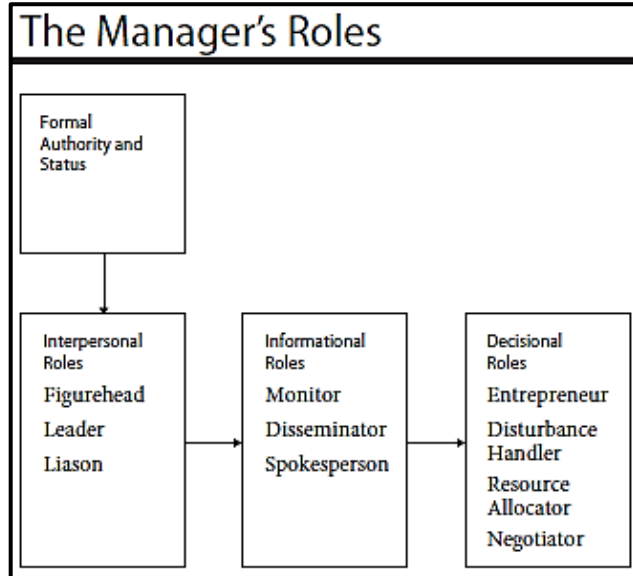 The Manager's Roles
Formal
Authority and
Status
Interpersonal
Roles
Figurehead
Leader
Liason
Informational
Roles
Monitor
Disseminator
Spokesperson
Decisional
Roles
Entrepreneur
Disturbance
Handler
Resource
Allocator
Negotiator